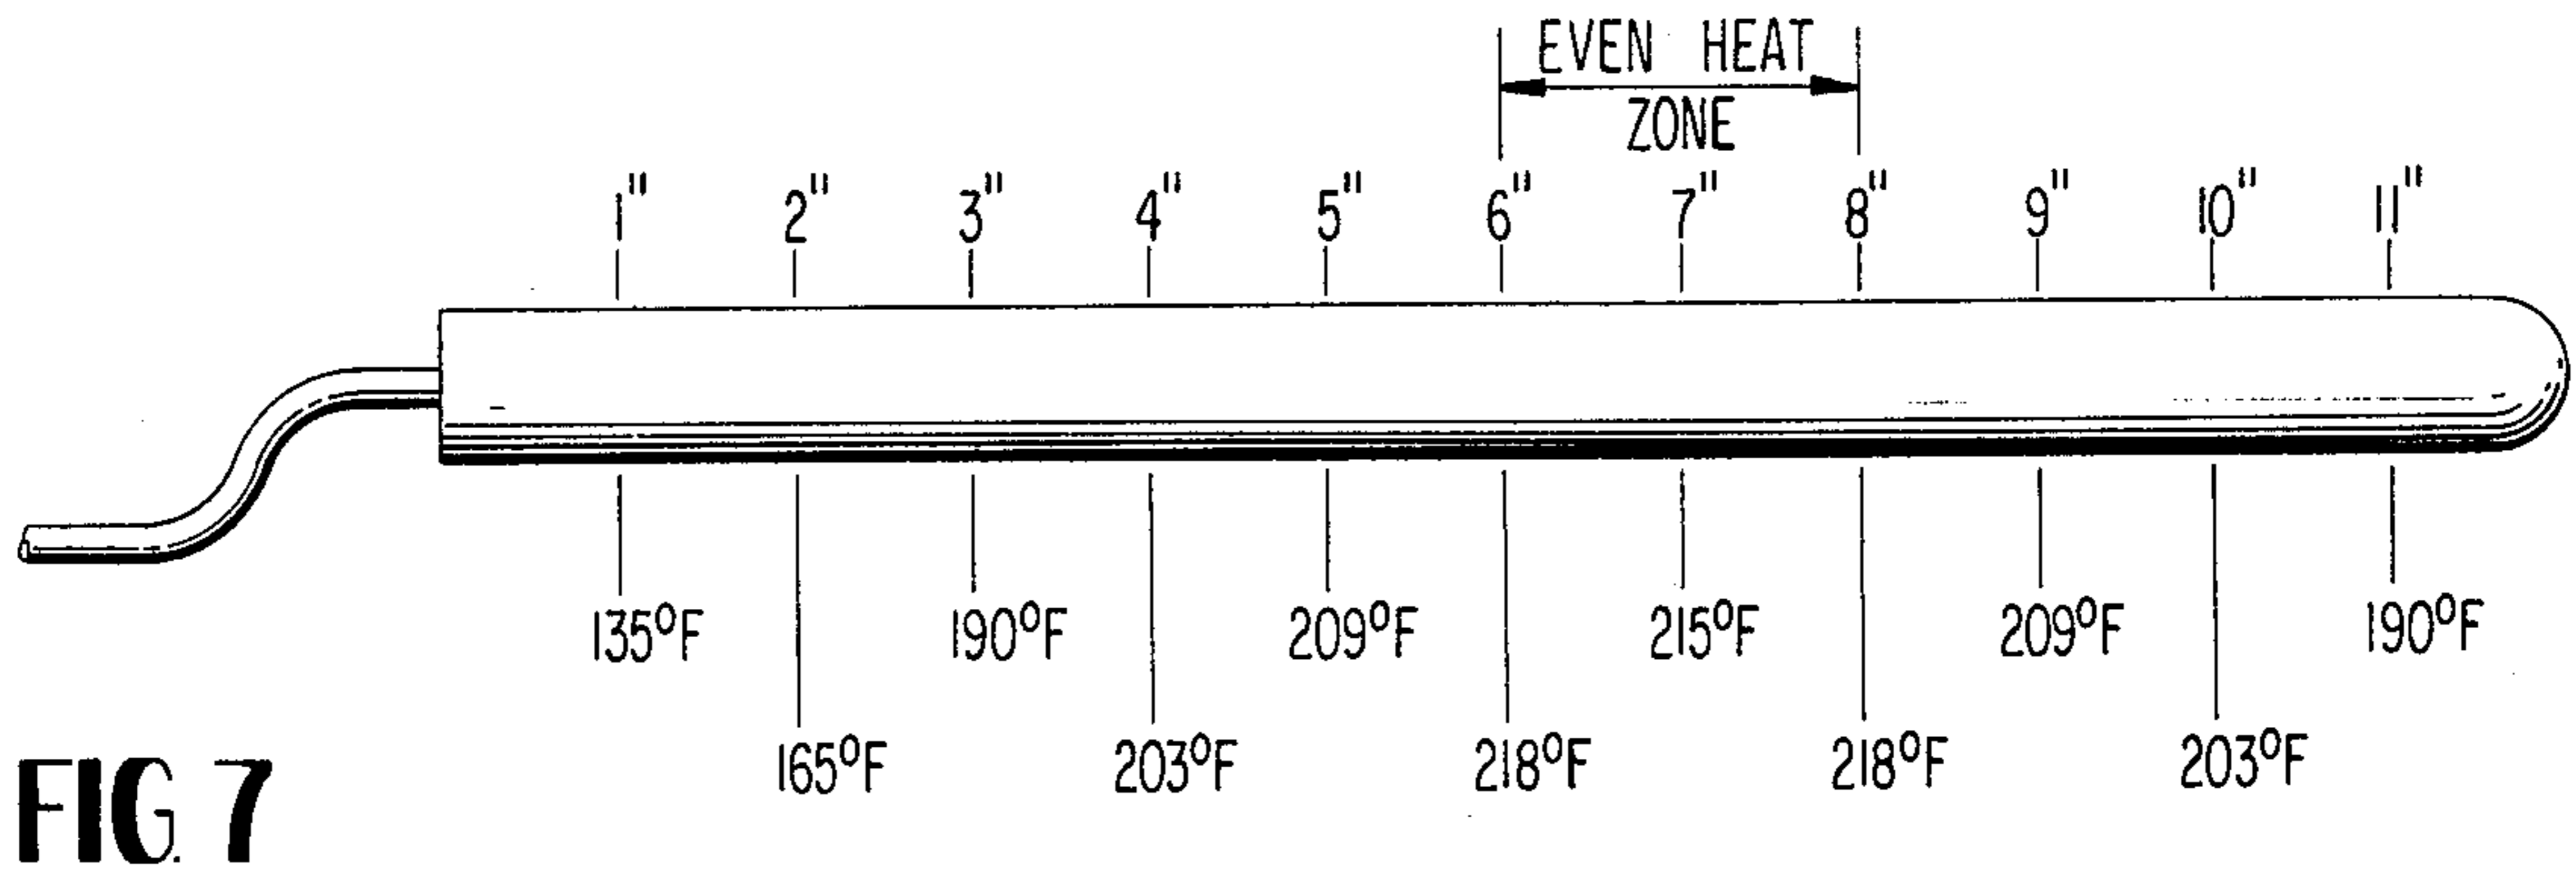 EVEN HEAT
ZONE
1" 2" 3" 4" 5" 6" 7" 8" 9" 10" 11"
135°F 190°F 209°F 215°F 209°F 190°F
165°F 203°F 218°F 218°F 203°F
FIG. 7